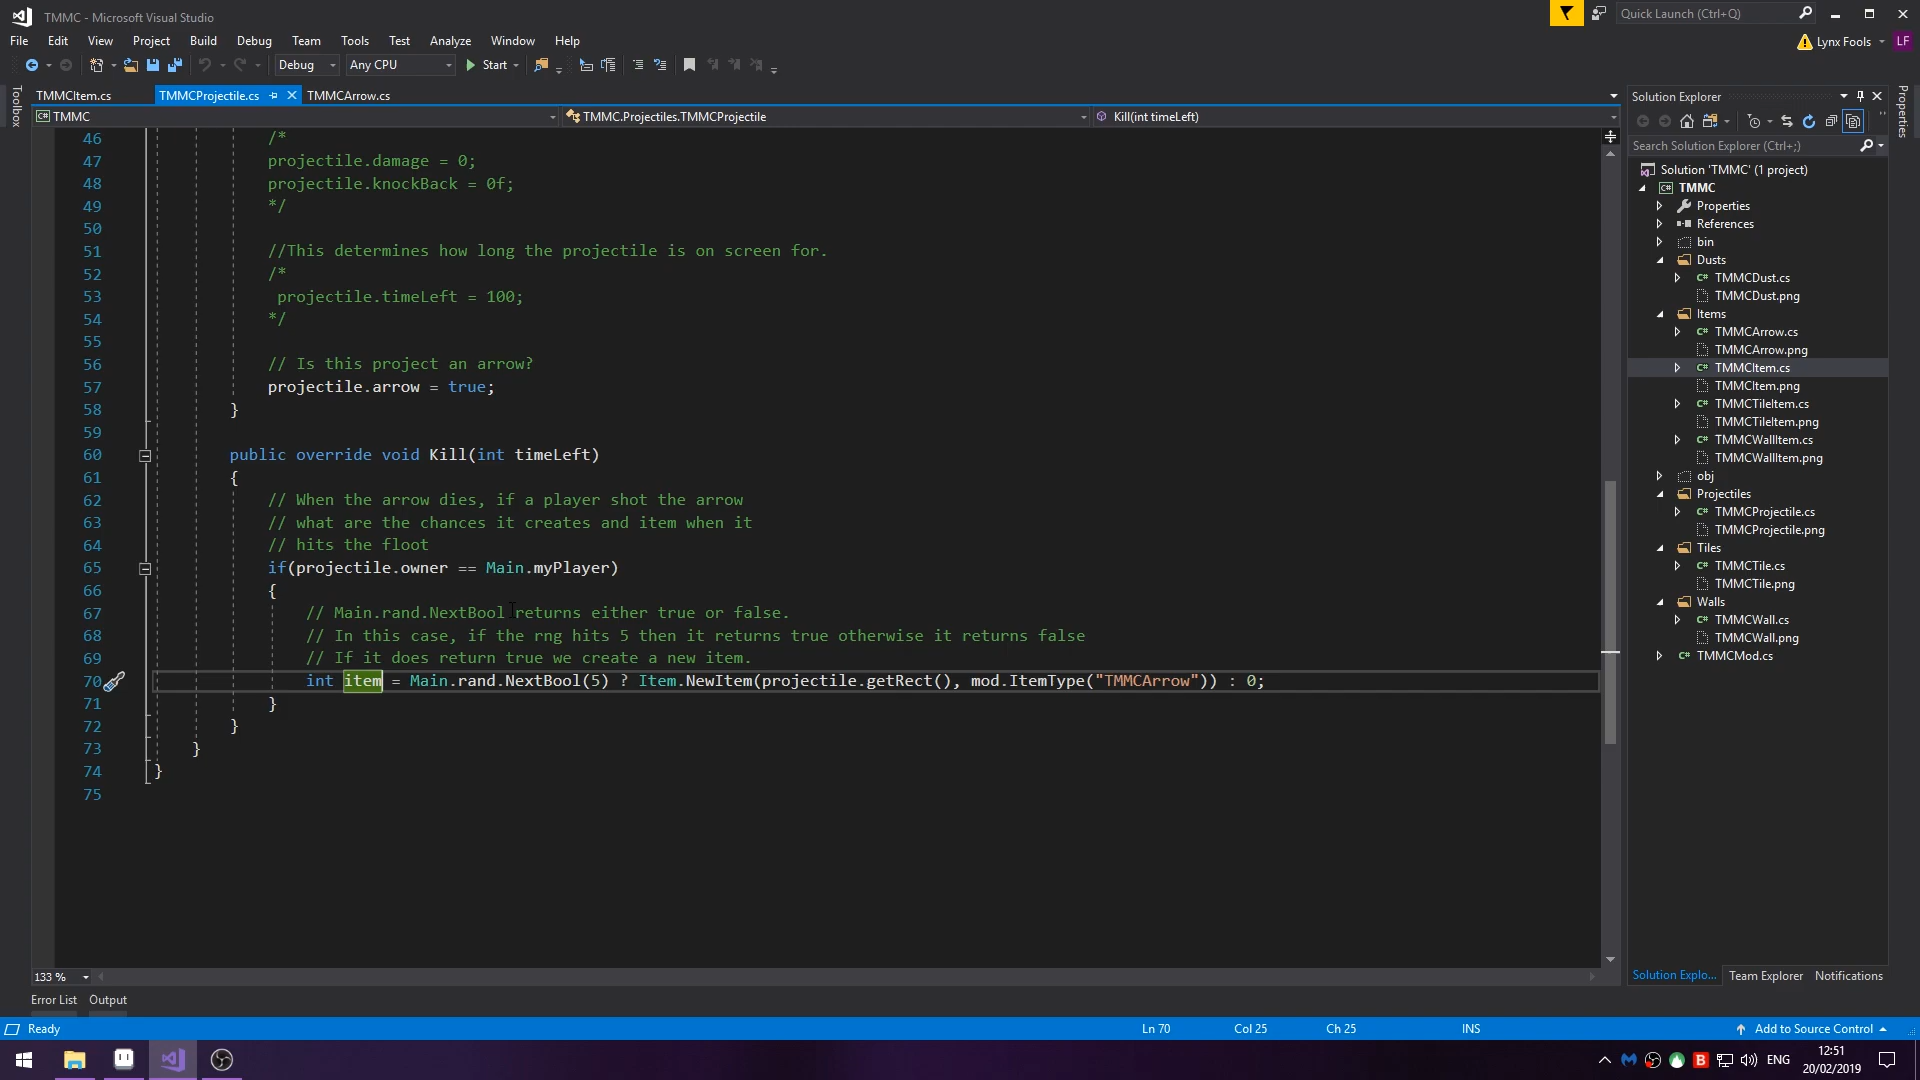 TMMC - Microsoft Visual Studio
Quick Launch (Ctrl+Q)
File Edit View Project Build Debug Team Tools Test Analyze Window Help
Lynx Fools LF
Debug Any CPU Start
Toolbox
TMMCItem.cs TMMCProjectile.cs TMMCArrow.cs
TMMC TMMC.Projectiles.TMMCProjectile Kill(int timeLeft)
46 /*
47 projectile.damage = 0;
48 projectile.knockBack = 0f;
49 */
50
51 //This determines how long the projectile is on screen for.
52 /*
53 projectile.timeLeft = 100;
54 */
55
56 // Is this project an arrow?
57 projectile.arrow = true;
58 }
59
60 public override void Kill(int timeLeft)
61 {
62 // When the arrow dies, if a player shot the arrow
63 // what are the chances it creates and item when it
64 // hits the floot
65 if(projectile.owner == Main.myPlayer)
66 {
67 // Main.rand.NextBool returns either true or false.
68 // In this case, if the rng hits 5 then it returns true otherwise it returns false
69 // If it does return true we create a new item.
70 int item = Main.rand.NextBool(5) ? Item.NewItem(projectile.getRect(), mod.ItemType("TMMCArrow")) : 0;
71 }
72 }
73 }
74 }
75
133 %
Error List Output
Solution Explorer
Properties
Search Solution Explorer (Ctrl+;)
Solution 'TMMC' (1 project)
C# TMMC
Properties
References
bin
Dusts
C# TMMCDust.cs
TMMCDust.png
Items
C# TMMCArrow.cs
TMMCArrow.png
C# TMMCItem.cs
TMMCItem.png
C# TMMCTileItem.cs
TMMCTileItem.png
C# TMMCWallItem.cs
TMMCWallItem.png
obj
Projectiles
C# TMMCProjectile.cs
TMMCProjectile.png
Tiles
C# TMMCTile.cs
TMMCTile.png
Walls
C# TMMCWall.cs
TMMCWall.png
C# TMMCMod.cs
Solution Explo... Team Explorer Notifications
Ready Ln 70 Col 25 Ch 25 INS Add to Source Control
ENG 12:51
20/02/2019